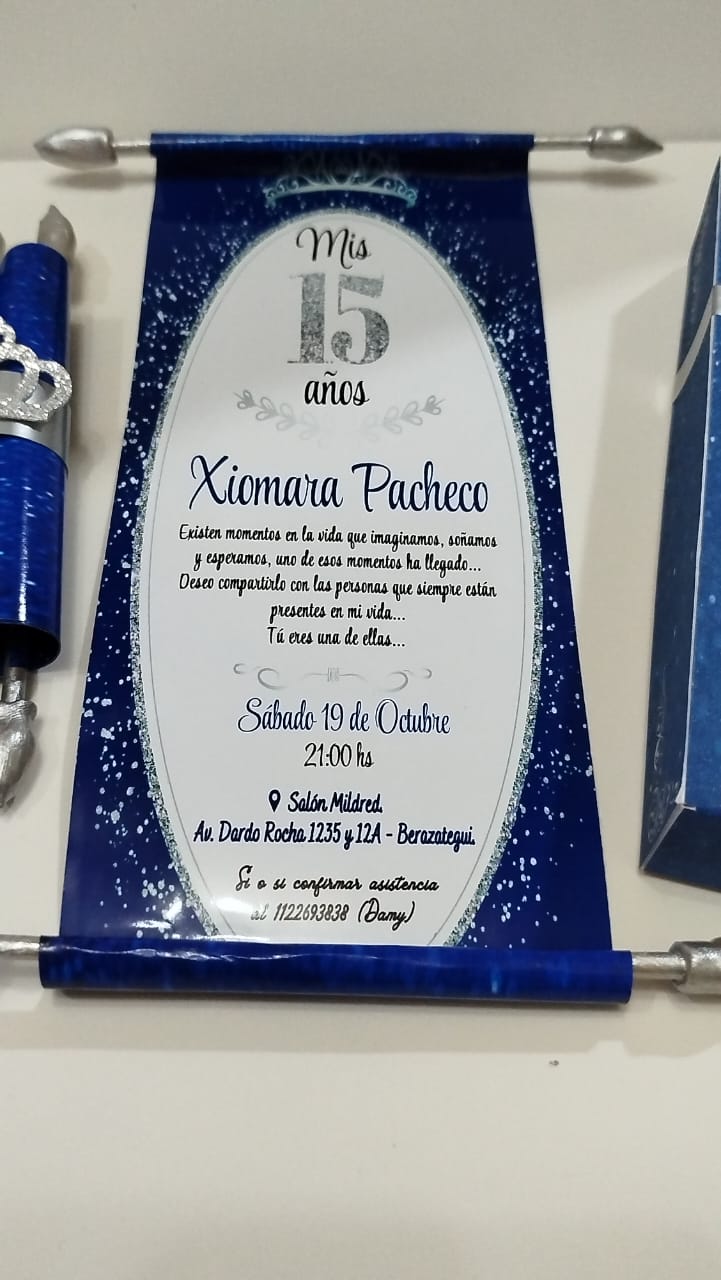 Mis
15
años
Xiomara Pacheco
Existen momentos en la vida que imaginamos, soñamos
y esperamos, uno de esos momentos ha llegado...
Deseo compartirlo con las personas que siempre están
presentes en mi vida...
Tú eres una de ellas...
Sábado 19 de Octubre
21:00 hs
Salón Mildred.
Av. Dardo Rocha 1235 y 12A - Berazategui.
Si o si confirmar asistencia
al 1122693838 (Damy)